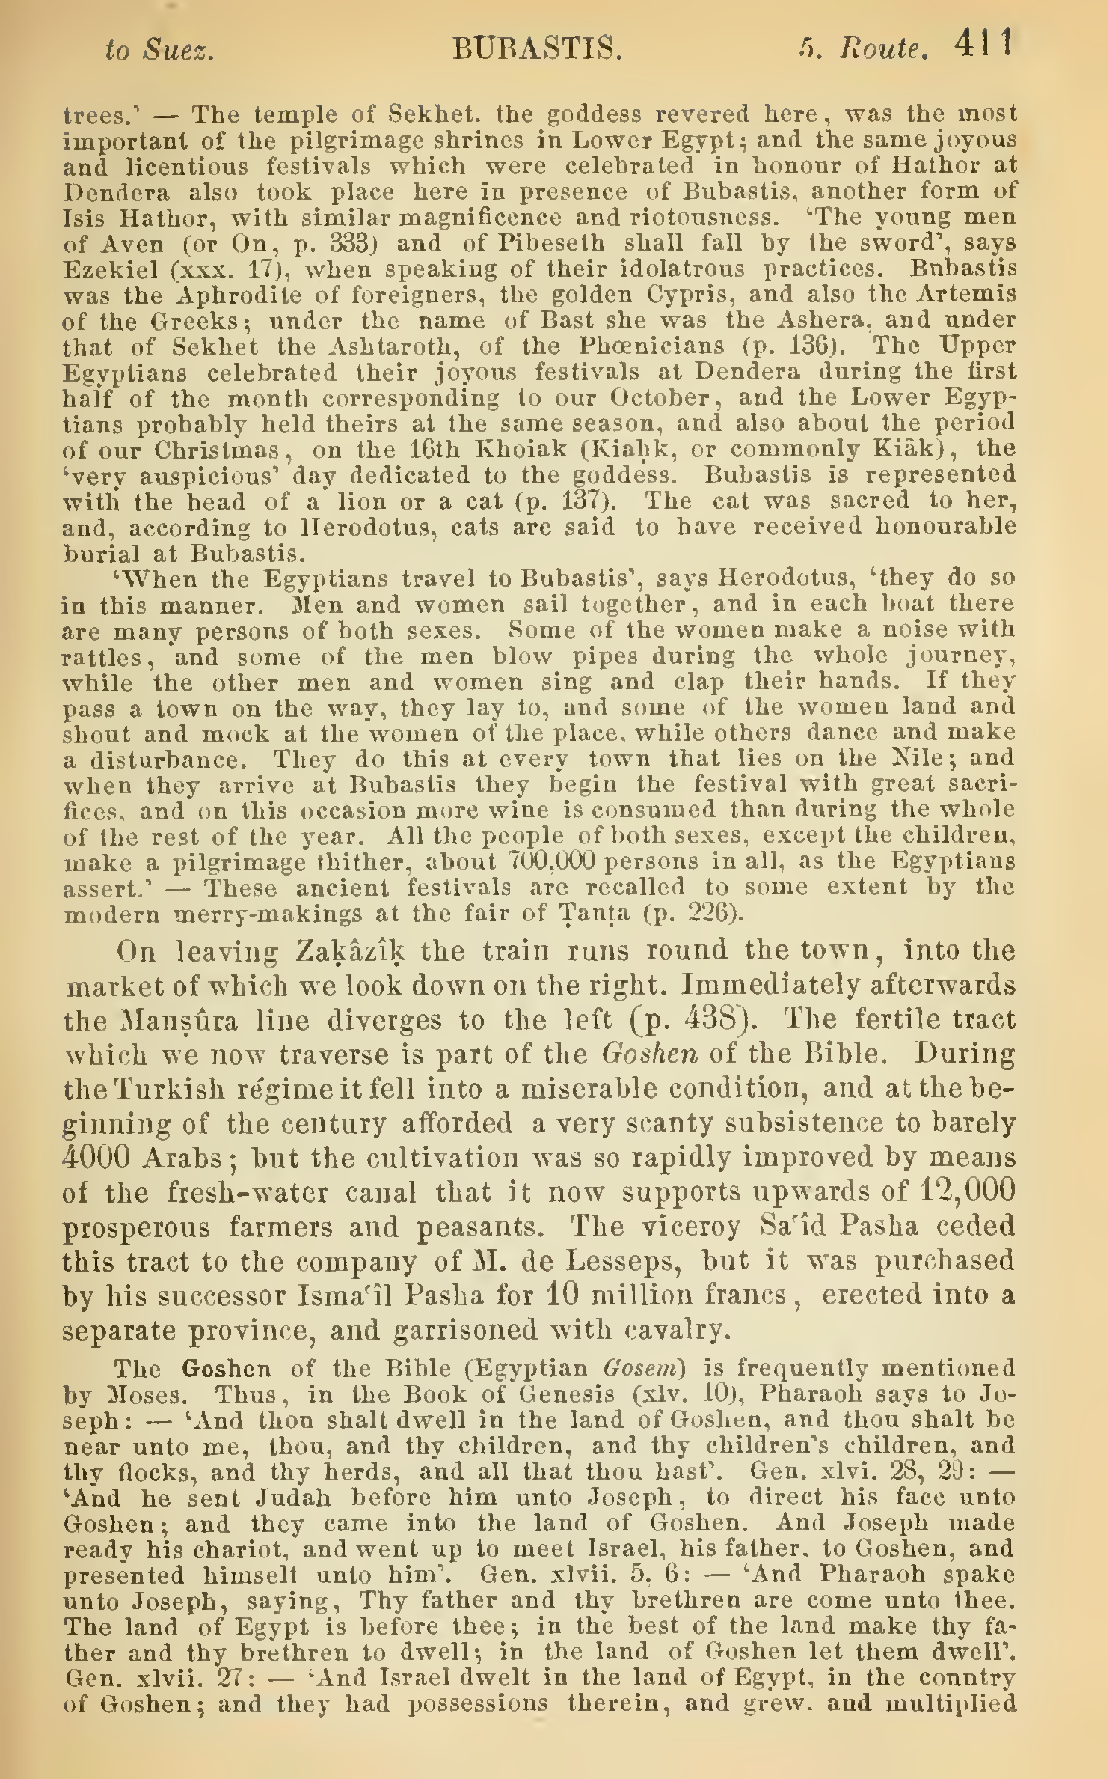 to Suez. BUBASTIS. 5. Route. 411
trees.' — The temple of Sekhet, the goddess revered here, was the most
important of the pilgrimage shrines in Lower Egypt; and the same joyous
and licentious festivals which were celebrated in honour of Hathor at
Dendera also took place here in presence of Bubastis, another form of
Isis Hathor, with similar magnificence and riotousness. 'The young men
of Aven (or On, p. 333) and of Pibeseth shall fall by the sword', says
Ezekiel (xxx. 17), when speaking of their idolatrous practices. Bubastis
was the Aphrodite of foreigners, the golden Cypris, and also the Artemis
of the Greeks; under the name of Bast she was the Ashera, and under
that of Sekhet the Ashtaroth, of the Phœnicians (p. 136). The Upper
Egyptians celebrated their joyous festivals at Dendera during the first
half of the month corresponding to our October, and the Lower Egyp-
tians probably held theirs at the same season, and also about the period
of our Christmas, on the 16th Khoiak (Kiahk, or commonly Kiâk), the
'very auspicious' day dedicated to the goddess. Bubastis is represented
with the head of a lion or a cat (p. 137). The cat was sacred to her,
and, according to Herodotus, cats are said to have received honourable
burial at Bubastis.
'When the Egyptians travel to Bubastis', says Herodotus, 'they do so
in this manner. Men and women sail together, and in each boat there
are many persons of both sexes. Some of the women make a noise with
rattles, and some of the men blow pipes during the whole journey,
while the other men and women sing and clap their hands. If they
pass a town on the way, they lay to, and some of the women land and
shout and mock at the women of the place, while others dance and make
a disturbance. They do this at every town that lies on the Nile; and
when they arrive at Bubastis they begin the festival with great sacri-
fices, and on this occasion more wine is consumed than during the whole
of the rest of the year. All the people of both sexes, except the children,
make a pilgrimage thither, about 700,000 persons in all, as the Egyptians
assert.' — These ancient festivals are recalled to some extent by the
modern merry-makings at the fair of Ṭanṭa (p. 226).
On leaving Zaḳâzîḳ the train runs round the town, into the
market of which we look down on the right. Immediately afterwards
the Manṣûra line diverges to the left (p. 438). The fertile tract
which we now traverse is part of the Goshen of the Bible. During
the Turkish régime it fell into a miserable condition, and at the be-
ginning of the century afforded a very scanty subsistence to barely
4000 Arabs; but the cultivation was so rapidly improved by means
of the fresh-water canal that it now supports upwards of 12,000
prosperous farmers and peasants. The viceroy Saʿîd Pasha ceded
this tract to the company of M. de Lesseps, but it was purchased
by his successor Ismaʿîl Pasha for 10 million francs, erected into a
separate province, and garrisoned with cavalry.
The Goshen of the Bible (Egyptian Gosem) is frequently mentioned
by Moses. Thus, in the Book of Genesis (xlv. 10), Pharaoh says to Jo-
seph: — 'And thou shalt dwell in the land of Goshen, and thou shalt be
near unto me, thou, and thy children, and thy children's children, and
thy flocks, and thy herds, and all that thou hast'. Gen. xlvi. 28, 29: —
'And he sent Judah before him unto Joseph, to direct his face unto
Goshen; and they came into the land of Goshen. And Joseph made
ready his chariot, and went up to meet Israel, his father, to Goshen, and
presented himself unto him'. Gen. xlvii. 5, 6: — 'And Pharaoh spake
unto Joseph, saying, Thy father and thy brethren are come unto thee.
The land of Egypt is before thee; in the best of the land make thy fa-
ther and thy brethren to dwell; in the land of Goshen let them dwell'.
Gen. xlvii. 27: — 'And Israel dwelt in the land of Egypt, in the country
of Goshen; and they had possessions therein, and grew, and multiplied